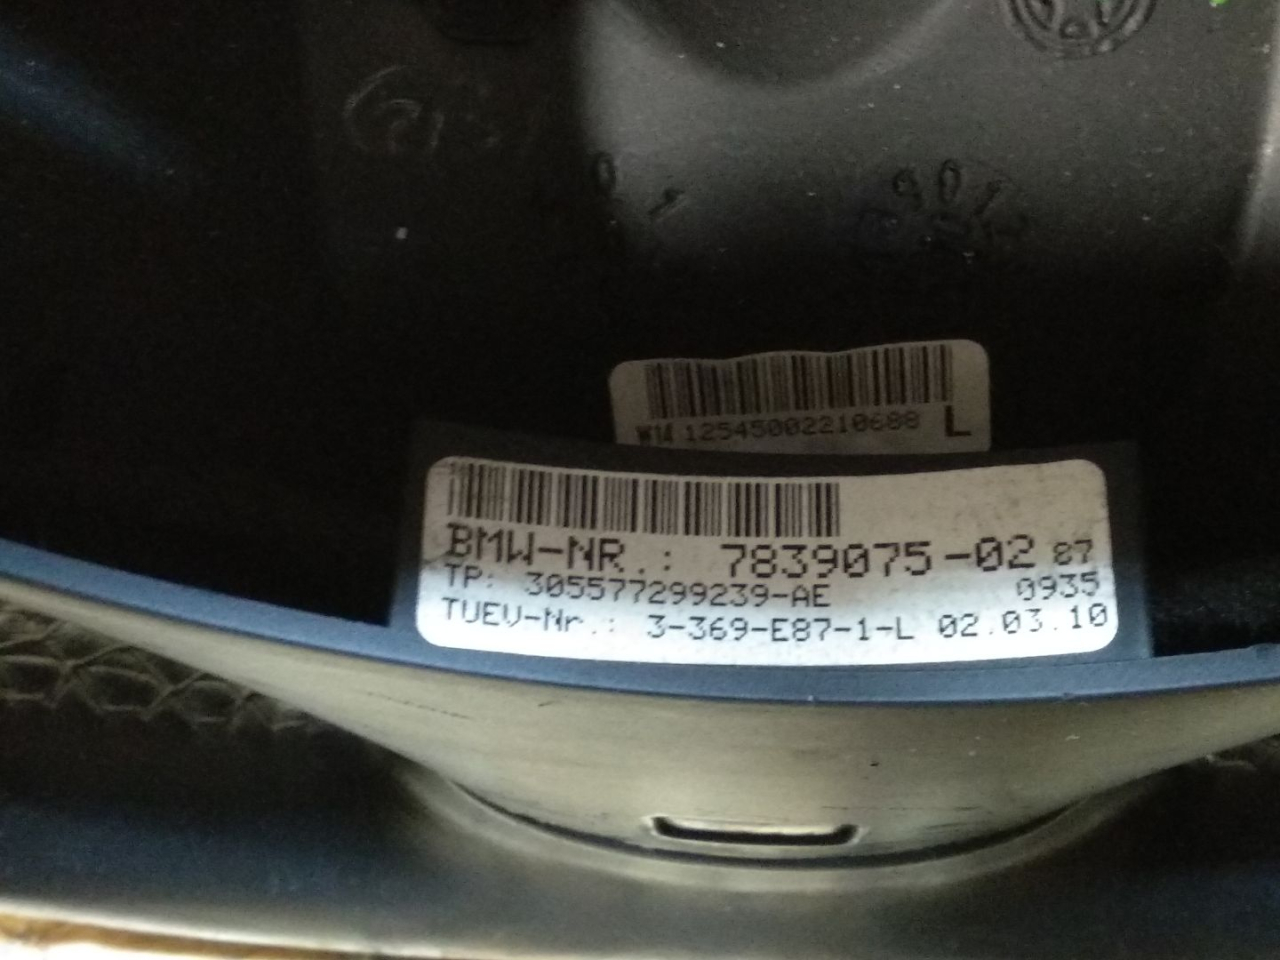 W14 12545002210688 L
BMW-NR.: 7839075-02 87
TP: 305577299239-AE 0935
TUEV-Nr.: 3-369-E87-1-L 02.03.10